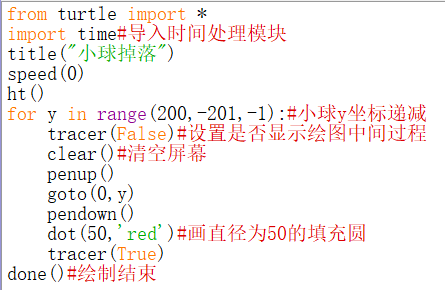 from turtle import *
import time#导入时间处理模块
title("小球掉落")
speed(0)
ht()
for y in range(200,-201,-1):#小球y坐标递减
    tracer(False)#设置是否显示绘图中间过程
    clear()#清空屏幕
    penup()
    goto(0,y)
    pendown()
    dot(50,'red')#画直径为50的填充圆
    tracer(True)
done()#绘制结束